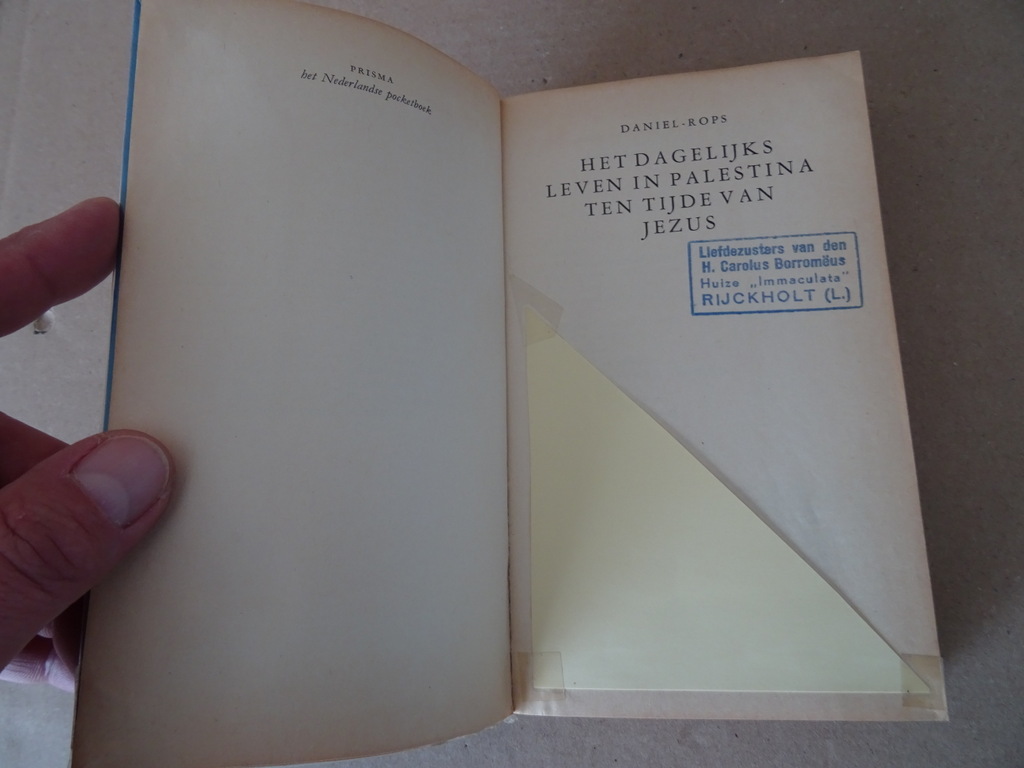 PRISMA
het Nederlandse pocketboek
DANIEL-ROPS
HET DAGELIJKS
LEVEN IN PALESTINA
TEN TIJDE VAN
JEZUS
Liefdezusters van den
H. Carolus Borromëus
Huize „Immaculata"
RIJCKHOLT (L.)